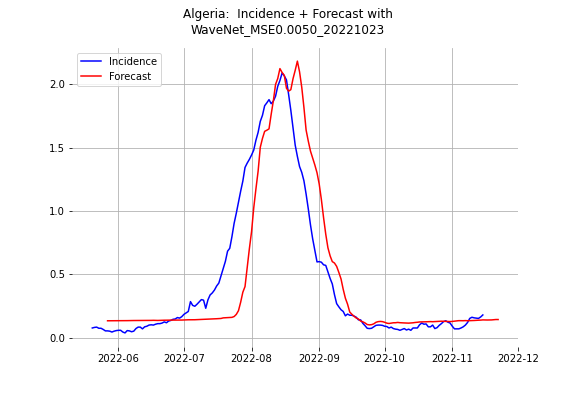 Algeria:  Incidence + Forecast with
WaveNet_MSE0.0050_20221023
Incidence
Forecast
2.0
1.5
1.0
0.5
0.0
2022-06 2022-07 2022-08 2022-09 2022-10 2022-11 2022-12